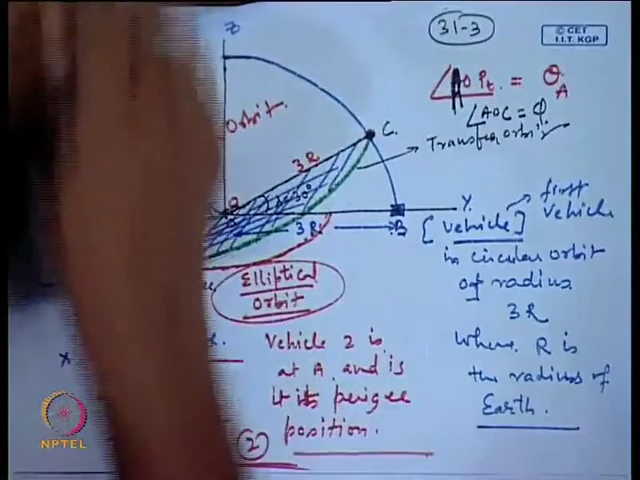 31-3
© CET
I.I.T. KGP
Z
Orbit.
∠AOPt = θA
∠AOC = φ
C.
Transfer orbit
3R
30°
Y
3R
B
first
vehicle
[vehicle]
in circular orbit
of radius
3R
where R is
the radius of
Earth.
Elliptical
orbit
X
Vehicle 2 is
at A and is
it its perigee
position.
2
NPTEL